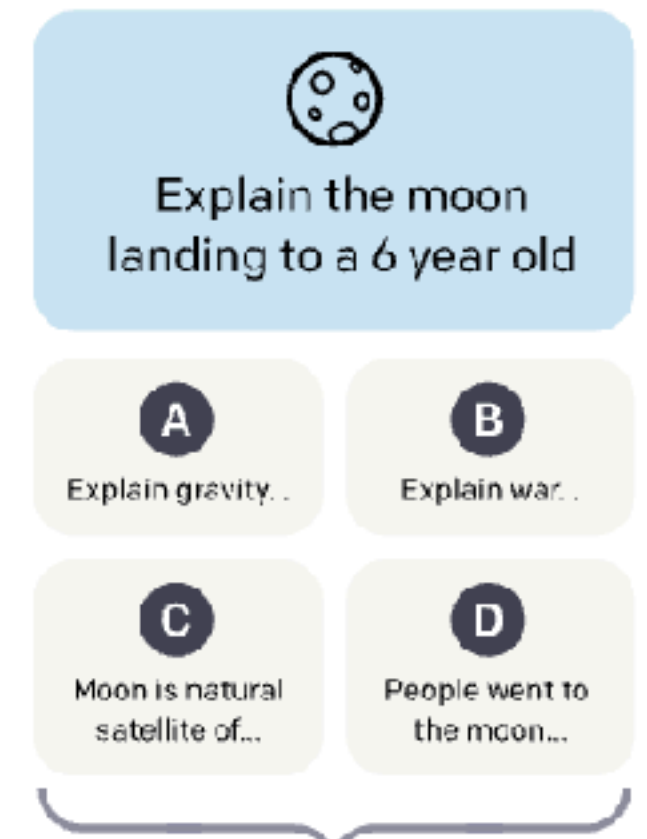 Explain the moon
landing to a 6 year old
A
Explain gravity...
B
Explain war...
C
Moon is natural
satellite of...
D
People went to
the moon...